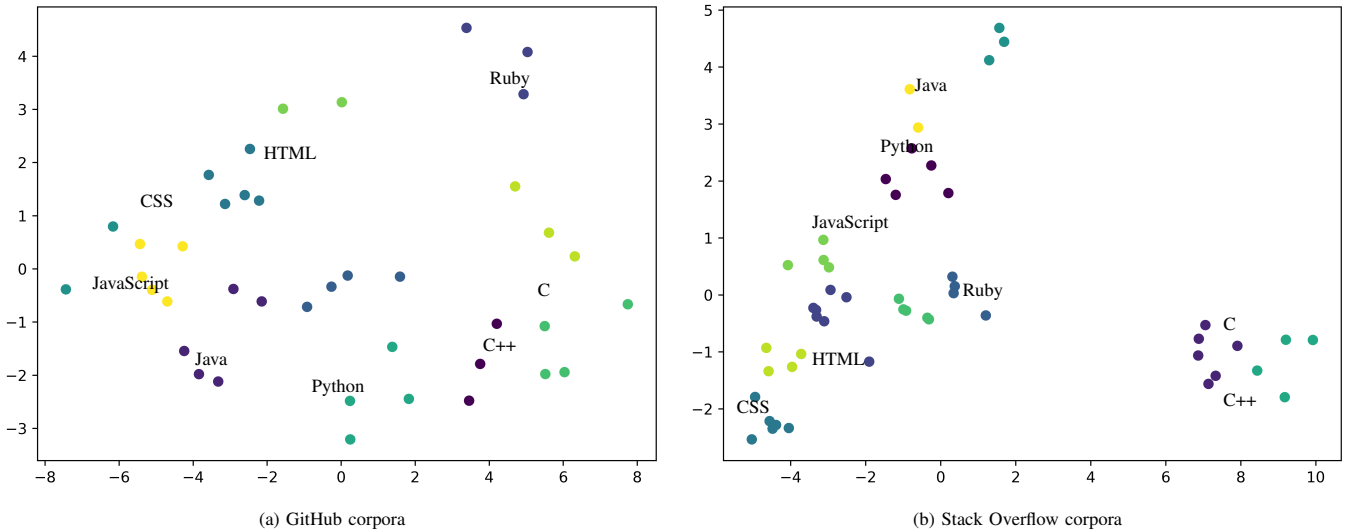 4
3
2
1
0
−1
−2
−3
−8
−6
−4
−2
0
2
4
6
8
Ruby
HTML
CSS
JavaScript
C
Java
C++
Python
(a) GitHub corpora
5
4
3
2
1
0
−1
−2
−4
−2
0
2
4
6
8
10
Java
Python
JavaScript
Ruby
C
HTML
C++
CSS
(b) Stack Overflow corpora